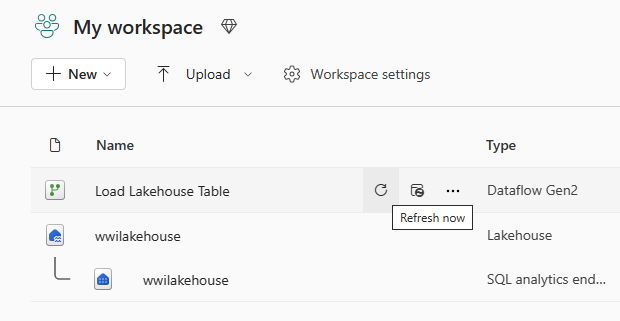 My workspace
New Upload Workspace settings
Name Type
Load Lakehouse Table Dataflow Gen2
Refresh now
wwilakehouse Lakehouse
wwilakehouse SQL analytics end...